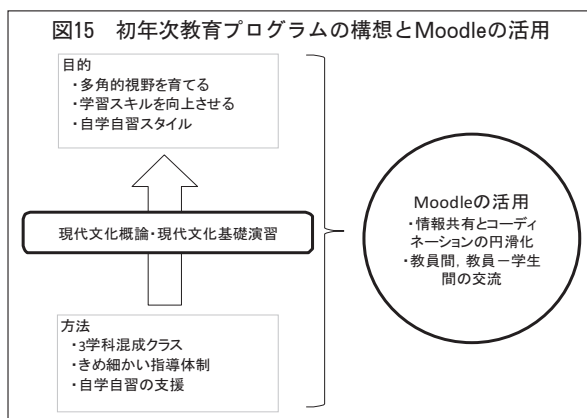 図15　初年次教育プログラムの構想とMoodleの活用
目的
・多角的視野を育てる
・学習スキルを向上させる
・自学自習スタイル
現代文化概論・現代文化基礎演習
方法
・3学科混成クラス
・きめ細かい指導体制
・自学自習の支援
Moodleの活用
・情報共有とコーディ
ネーションの円滑化
・教員間，教員－学生
間の交流